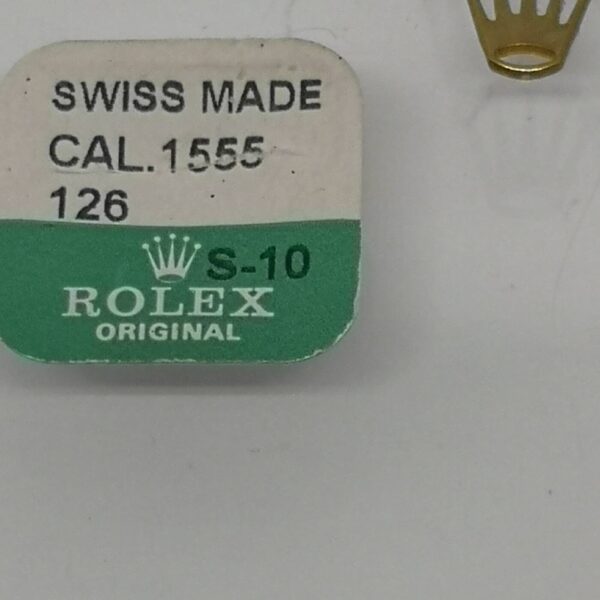 SWISS MADE
CAL.1555
126
S-10
ROLEX
ORIGINAL